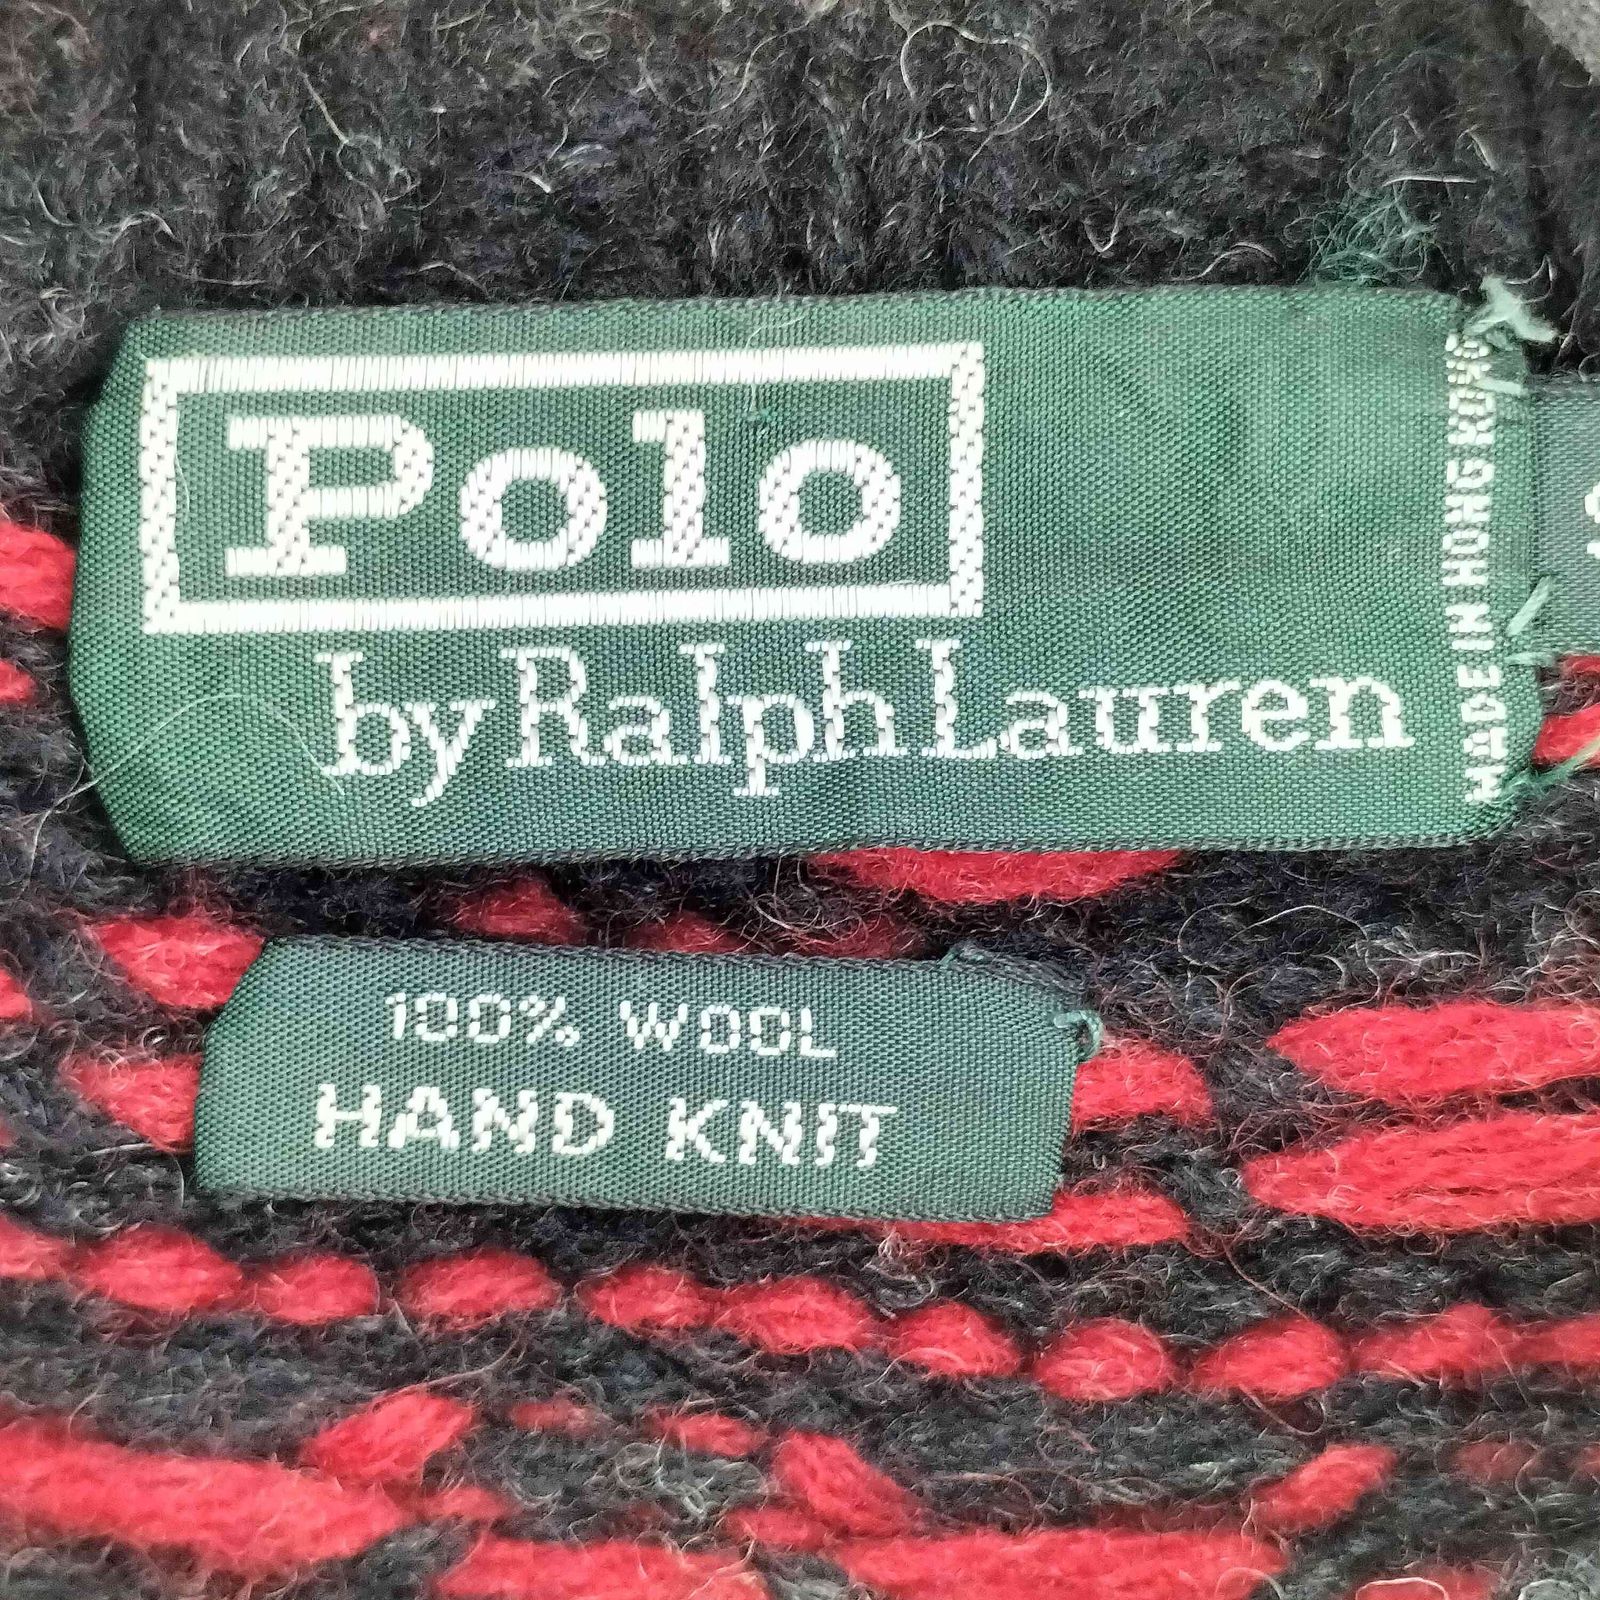 Polo
by Ralph Lauren
MADE IN HONG KONG
100% WOOL
HAND KNIT